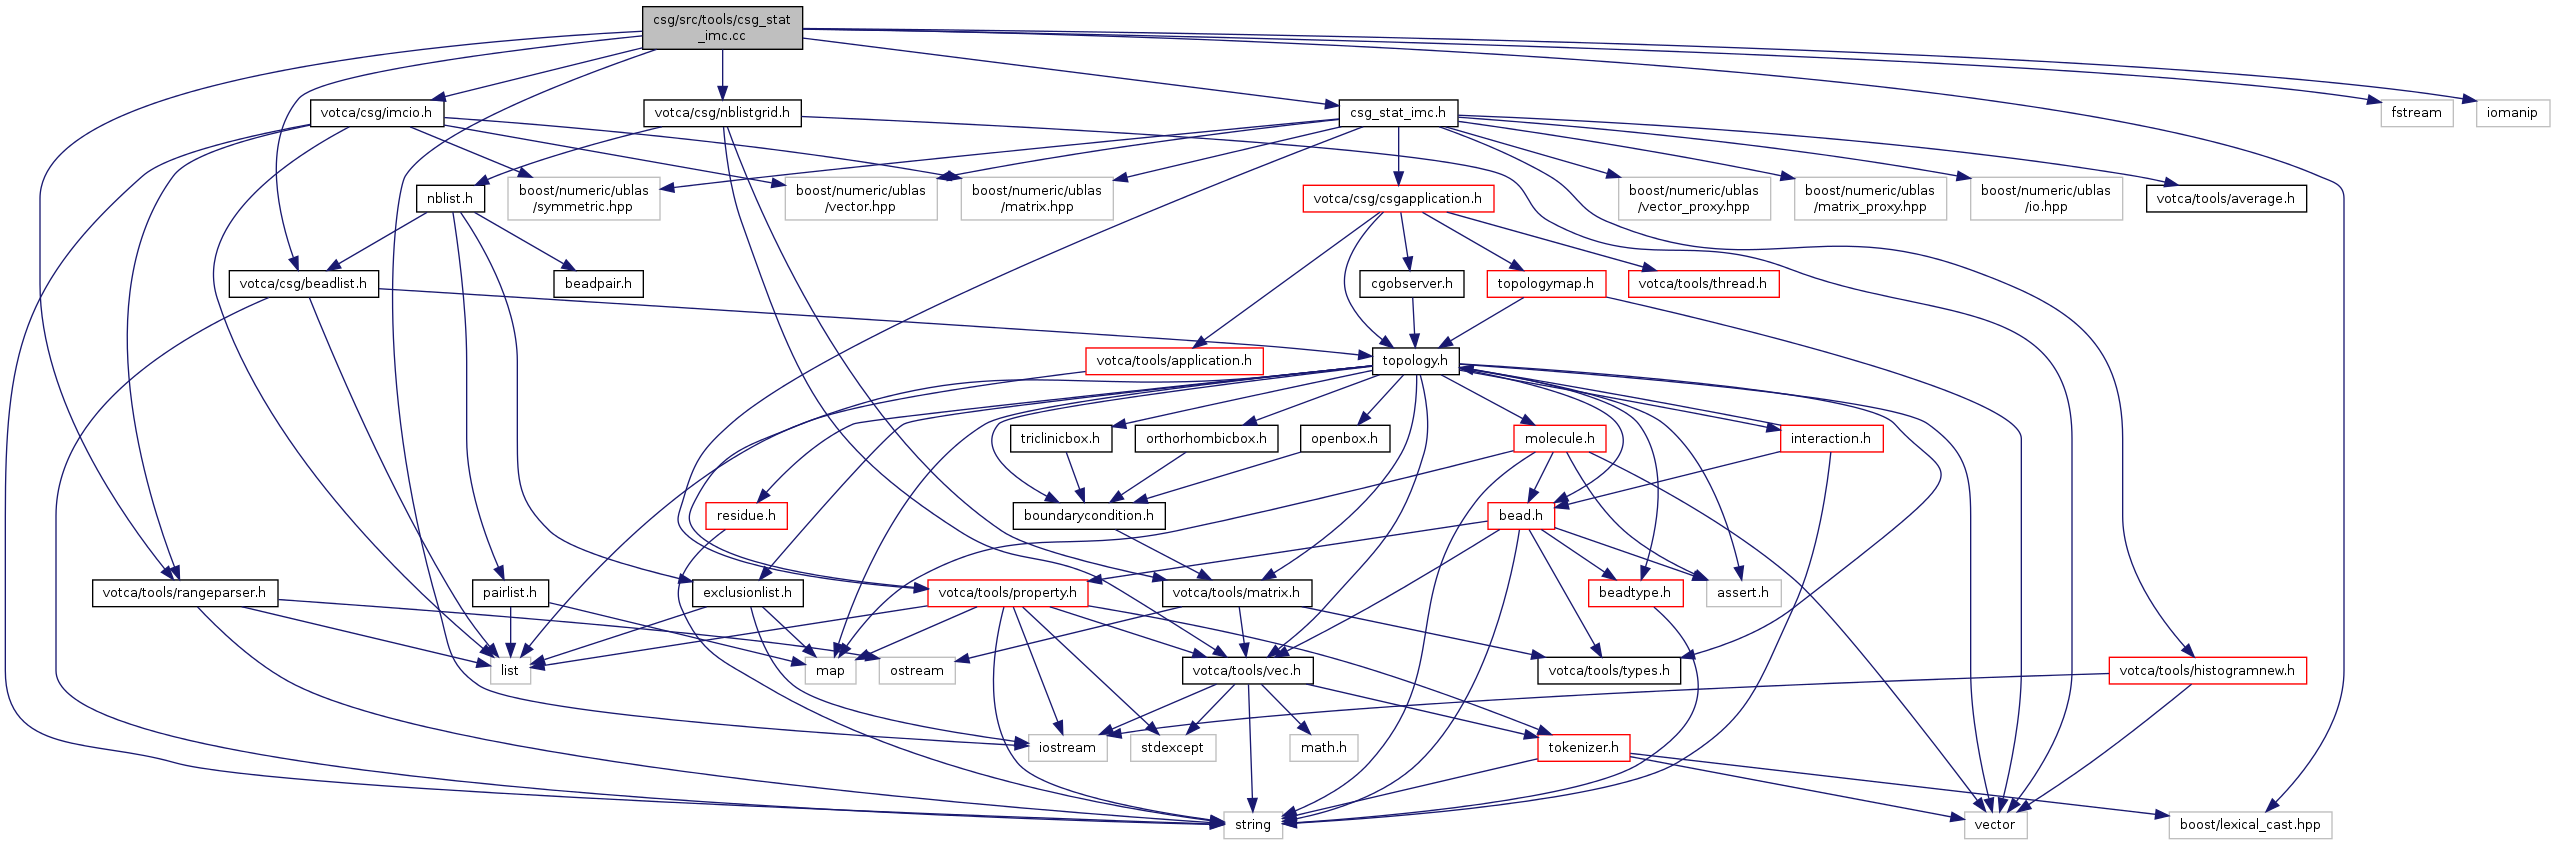 csg/src/tools/csg_stat
_imc.cc
votca/csg/imcio.h
votca/csg/nblistgrid.h
csg_stat_imc.h
fstream
iomanip
nblist.h
boost/numeric/ublas
/symmetric.hpp
boost/numeric/ublas
/vector.hpp
boost/numeric/ublas
/matrix.hpp
votca/csg/csgapplication.h
boost/numeric/ublas
/vector_proxy.hpp
boost/numeric/ublas
/matrix_proxy.hpp
boost/numeric/ublas
/io.hpp
votca/tools/average.h
votca/csg/beadlist.h
beadpair.h
cgobserver.h
topologymap.h
votca/tools/thread.h
votca/tools/application.h
topology.h
triclinicbox.h
orthorhombicbox.h
openbox.h
molecule.h
interaction.h
residue.h
boundarycondition.h
bead.h
votca/tools/rangeparser.h
pairlist.h
exclusionlist.h
votca/tools/property.h
votca/tools/matrix.h
beadtype.h
assert.h
list
map
ostream
votca/tools/vec.h
votca/tools/types.h
votca/tools/histogramnew.h
iostream
stdexcept
math.h
tokenizer.h
string
vector
boost/lexical_cast.hpp